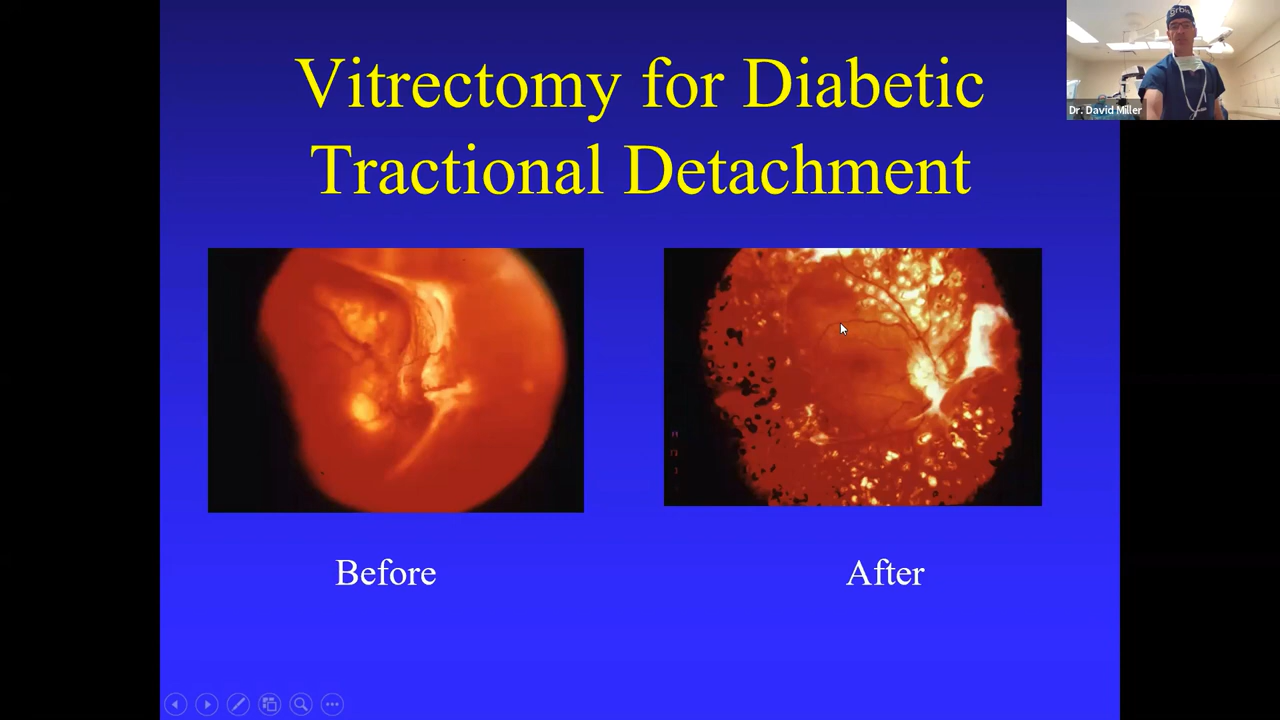 Vitrectomy for Diabetic
Tractional Detachment
Before
After
Dr. David Miller